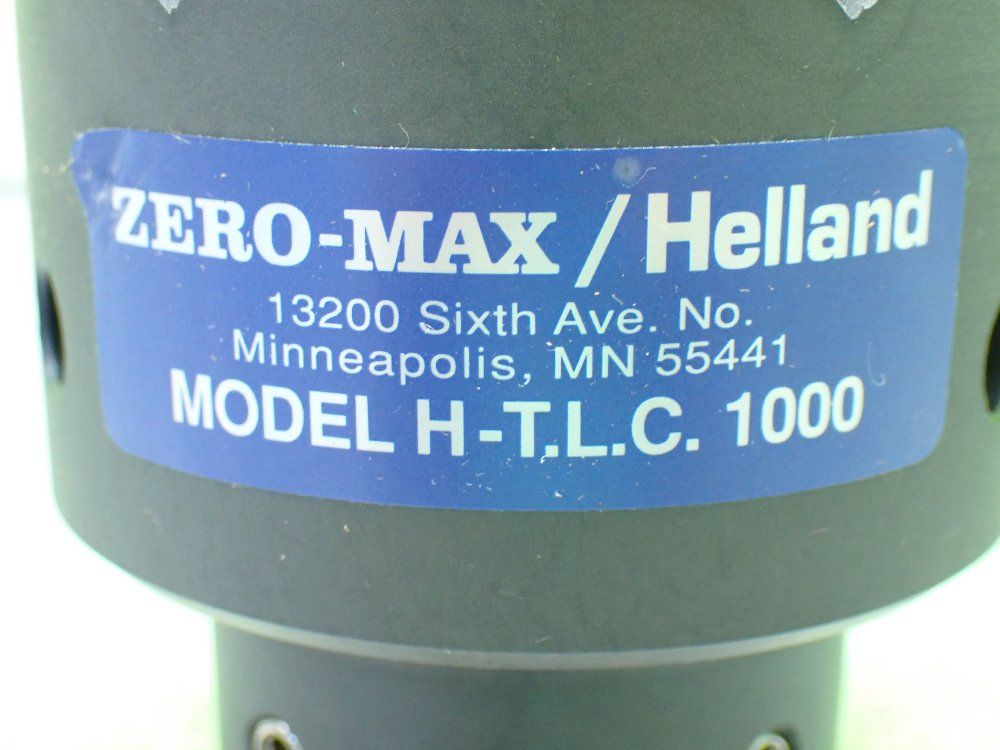 ZERO-MAX / Helland
13200 Sixth Ave. No.
Minneapolis, MN 55441
MODEL H-T.L.C. 1000